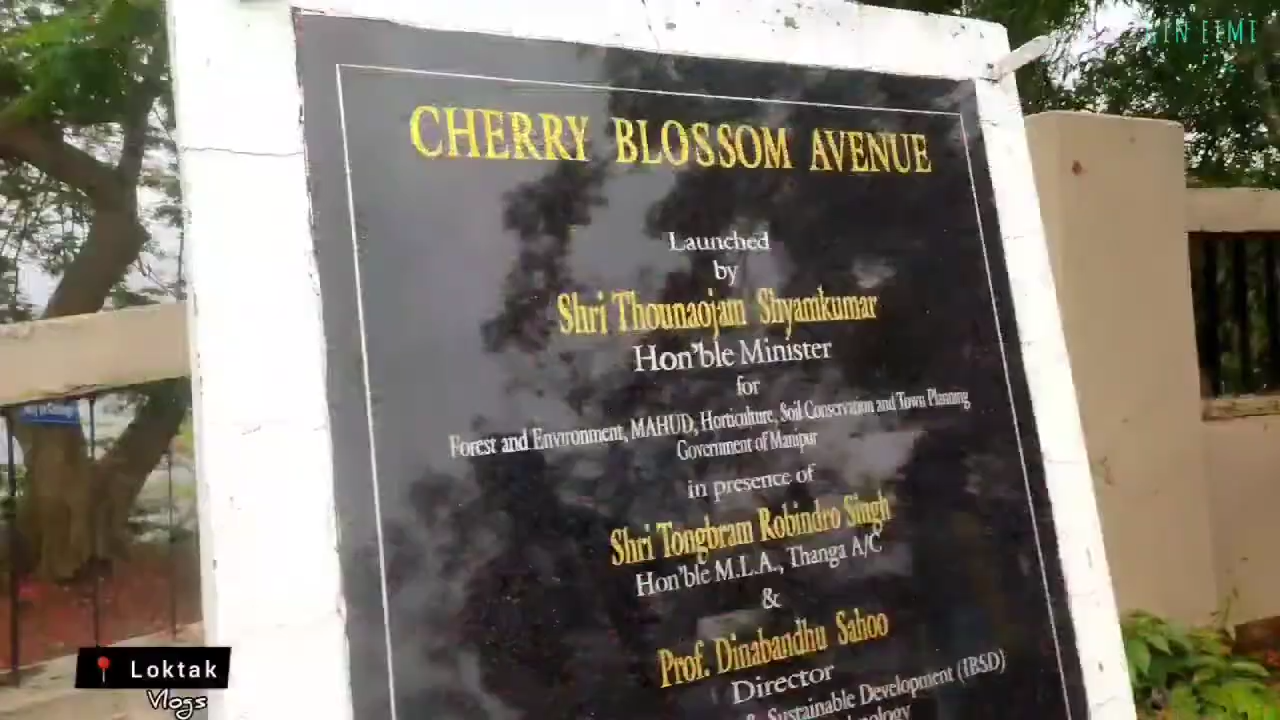 CHERRY BLOSSOM AVENUE
Launched
by
Shri Thounaojam Shyamkumar
Hon'ble Minister
for
Forest and Environment, MAHUD, Horticulture, Soil Conservation and Town Planning
Government of Manipur
in presence of
Shri Tongbram Robindro Singh
Hon'ble M.L.A., Thanga A/C
&
Prof. Dinabandhu Sahoo
Director
& Sustainable Development (IBSD)
Loktak
Vlogs